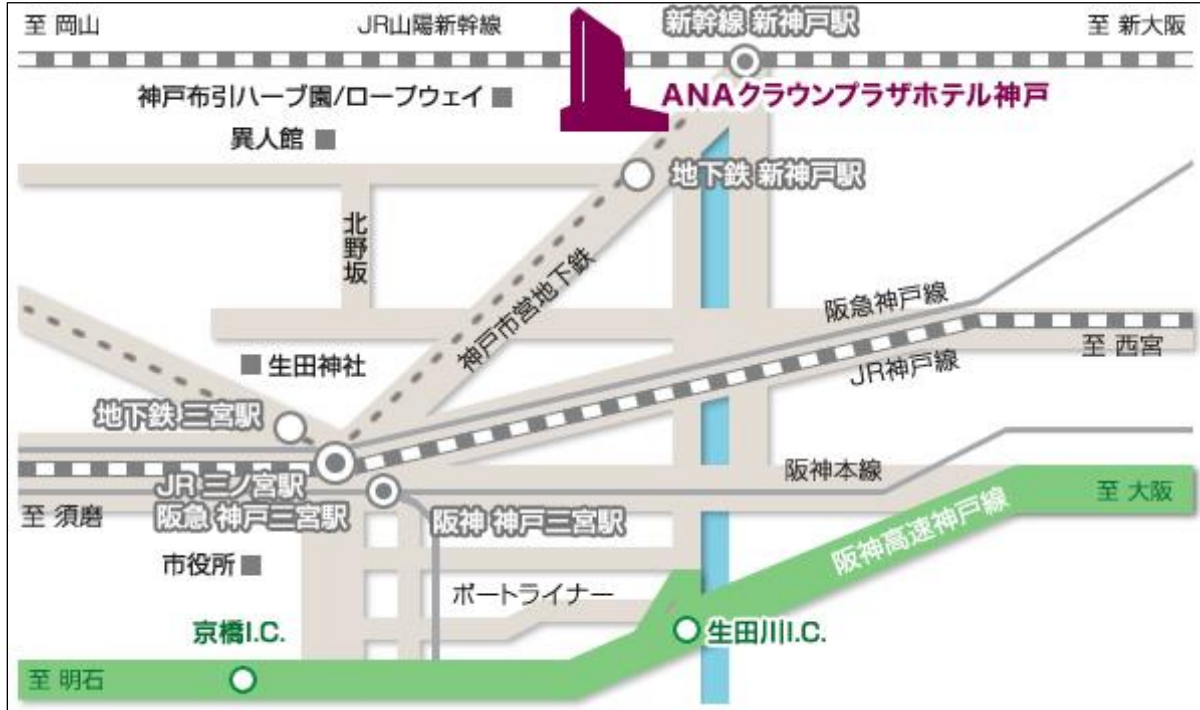 至 岡山
JR山陽新幹線
新幹線 新神戸駅
至 新大阪
神戸布引ハーブ園/ロープウェイ
ANAクラウンプラザホテル神戸
異人館
地下鉄 新神戸駅
北野坂
神戸市営地下鉄
阪急神戸線
至 西宮
JR神戸線
生田神社
地下鉄 三宮駅
阪神本線
JR 三ノ宮駅
至 大阪
至 須磨
阪急 神戸三宮駅
阪神 神戸三宮駅
阪神高速神戸線
市役所
ポートライナー
京橋I.C.
生田川I.C.
至 明石